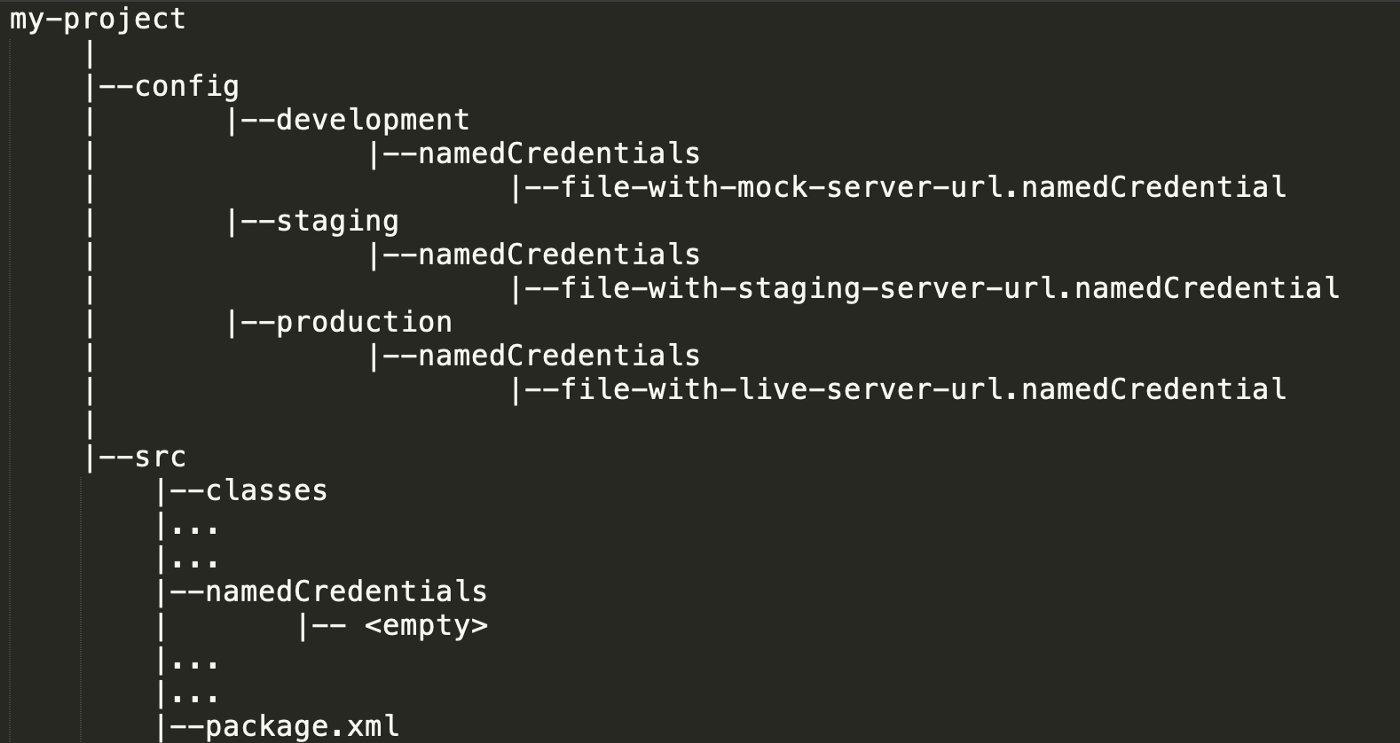 my-project
|
|--config
| |--development
| |--namedCredentials
| |--file-with-mock-server-url.namedCredential
| |--staging
| |--namedCredentials
| |--file-with-staging-server-url.namedCredential
| |--production
| |--namedCredentials
| |--file-with-live-server-url.namedCredential
|
|--src
|--classes
|...
|...
|--namedCredentials
| |-- <empty>
|...
|...
|--package.xml